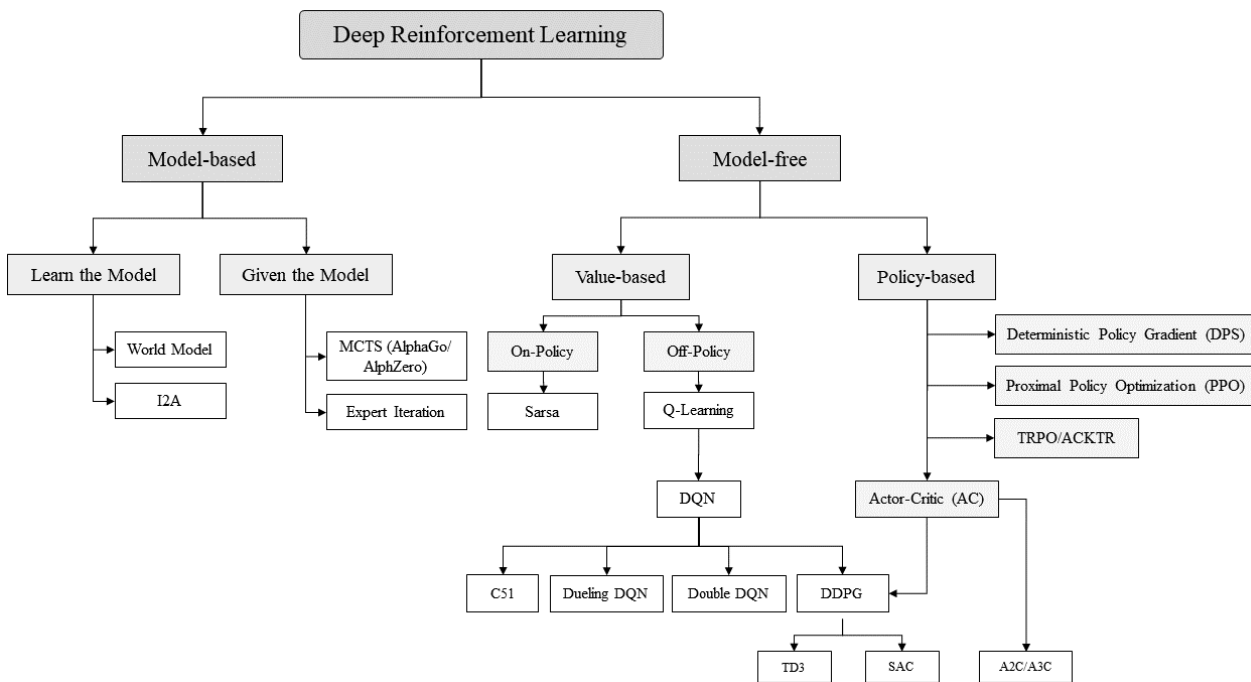 Deep Reinforcement Learning
Model-based
Model-free
Learn the Model
Given the Model
Value-based
Policy-based
World Model
I2A
MCTS (AlphaGo/
AlphZero)
Expert Iteration
On-Policy
Off-Policy
Sarsa
Q-Learning
Deterministic Policy Gradient (DPS)
Proximal Policy Optimization (PPO)
TRPO/ACKTR
DQN
Actor-Critic (AC)
C51
Dueling DQN
Double DQN
DDPG
TD3
SAC
A2C/A3C